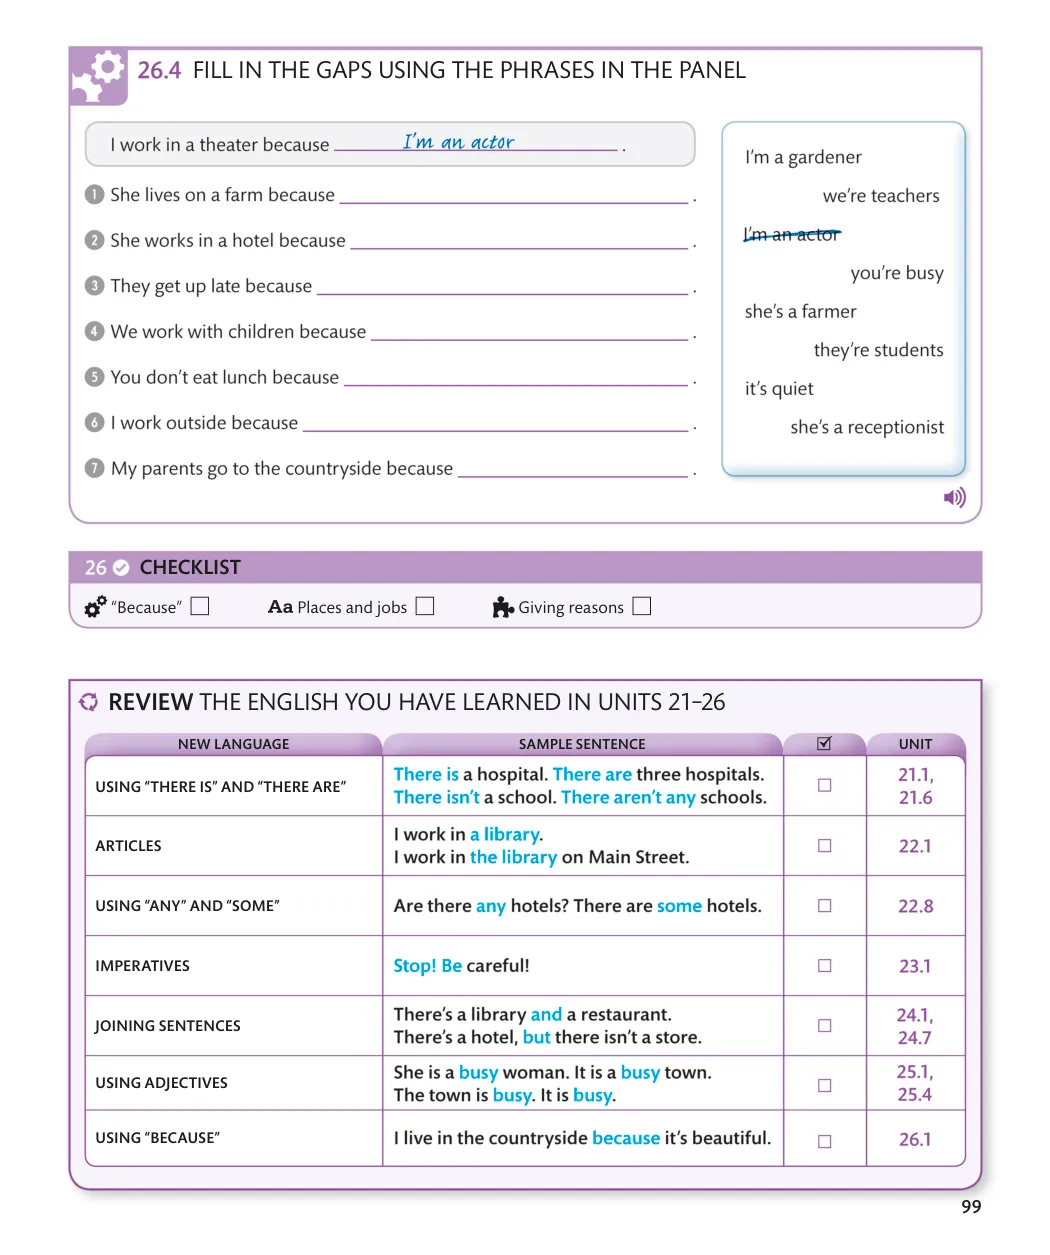 26.4 FILL IN THE GAPS USING THE PHRASES IN THE PANEL
I work in a theater because I'm an actor .
1 She lives on a farm because .
2 She works in a hotel because .
3 They get up late because .
4 We work with children because .
5 You don't eat lunch because .
6 I work outside because .
7 My parents go to the countryside because .
I'm a gardener
we're teachers
I'm an actor
you're busy
she's a farmer
they're students
it's quiet
she's a receptionist
26 CHECKLIST
"Because" Aa Places and jobs Giving reasons
REVIEW THE ENGLISH YOU HAVE LEARNED IN UNITS 21–26
NEW LANGUAGE SAMPLE SENTENCE UNIT
USING "THERE IS" AND "THERE ARE"
There is a hospital. There are three hospitals.
There isn't a school. There aren't any schools.
21.1,
21.6
ARTICLES
I work in a library.
I work in the library on Main Street.
22.1
USING "ANY" AND "SOME" Are there any hotels? There are some hotels. 22.8
IMPERATIVES Stop! Be careful! 23.1
JOINING SENTENCES
There's a library and a restaurant.
There's a hotel, but there isn't a store.
24.1,
24.7
USING ADJECTIVES
She is a busy woman. It is a busy town.
The town is busy. It is busy.
25.1,
25.4
USING "BECAUSE" I live in the countryside because it's beautiful. 26.1
99